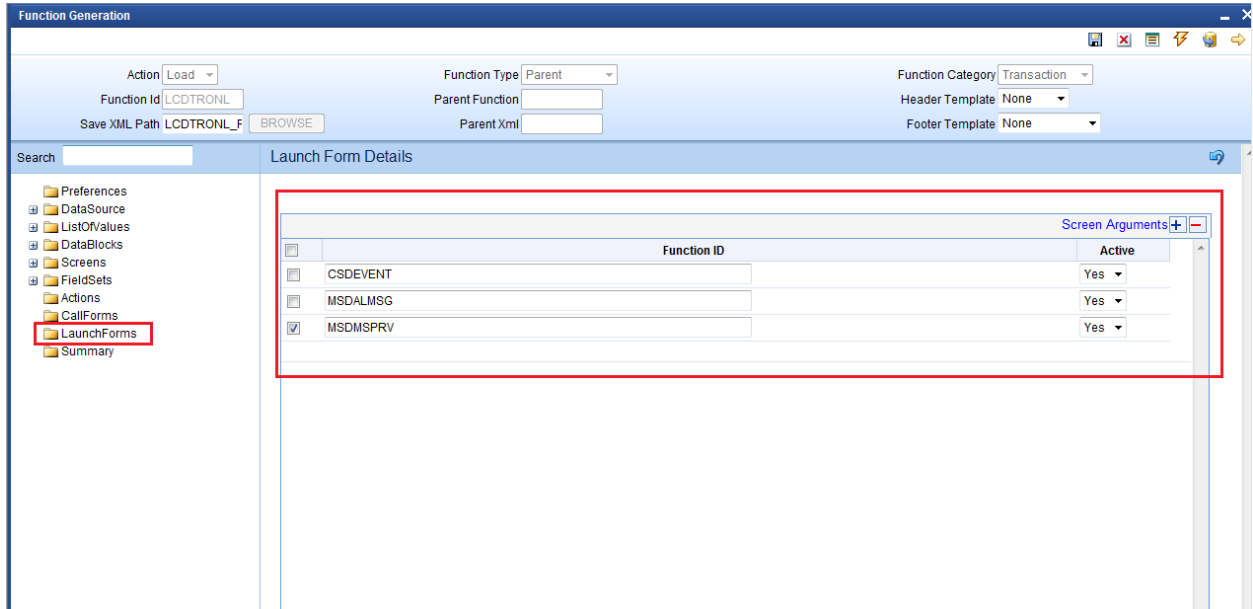 Function Generation
Action Load Function Type Parent Function Category Transaction
Function Id LCDTRONL Parent Function Header Template None
Save XML Path LCDTRONL_F BROWSE Parent Xml Footer Template None
Search Launch Form Details
Preferences
DataSource
ListOfValues
DataBlocks
Screens
FieldSets
Actions
CallForms
LaunchForms
Summary
Screen Arguments
Function ID Active
CSDEVENT Yes
MSDALMSG Yes
MSDMSPRV Yes